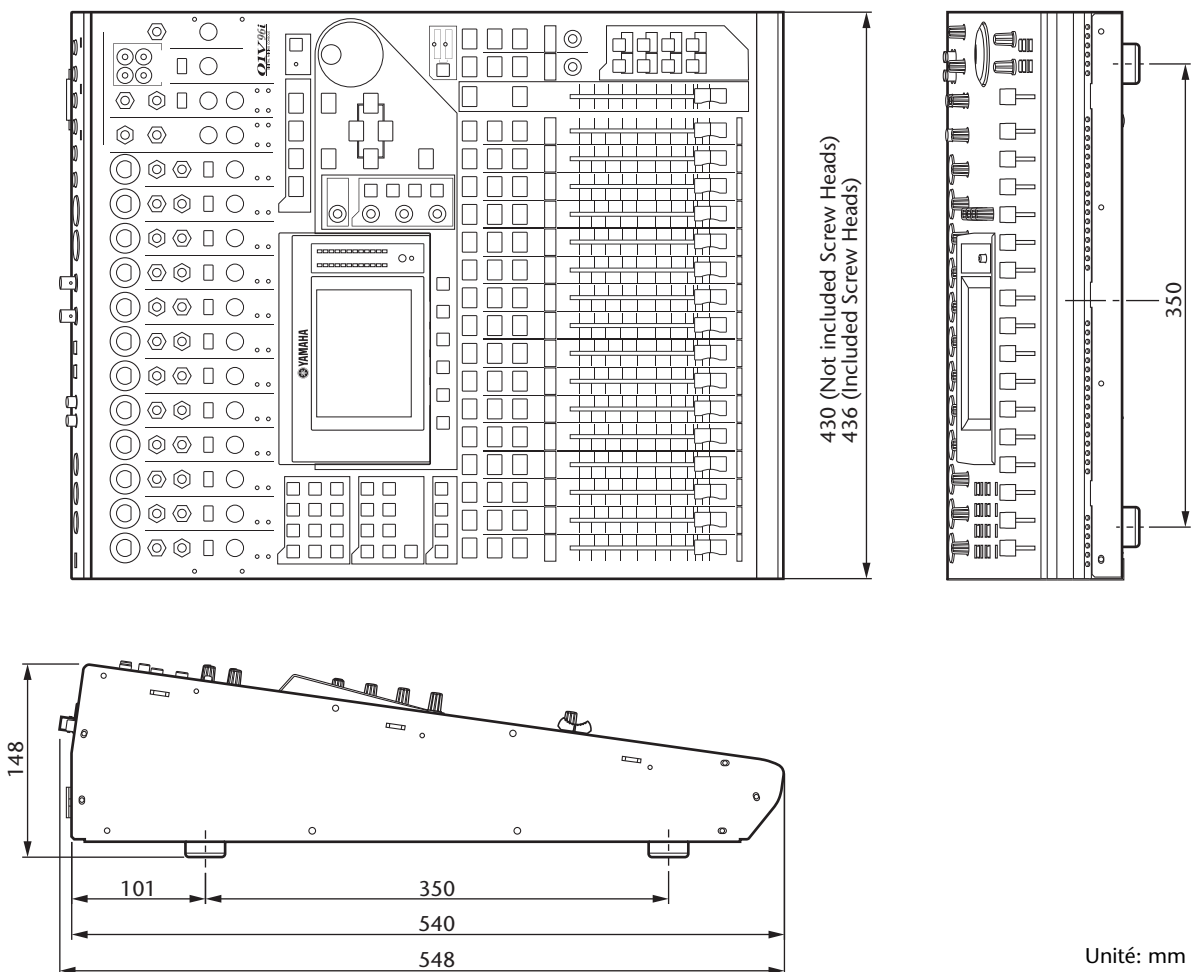 01V96i
YAMAHA
430 (Not included Screw Heads)
436 (Included Screw Heads)
350
148
101
350
540
548
Unité: mm